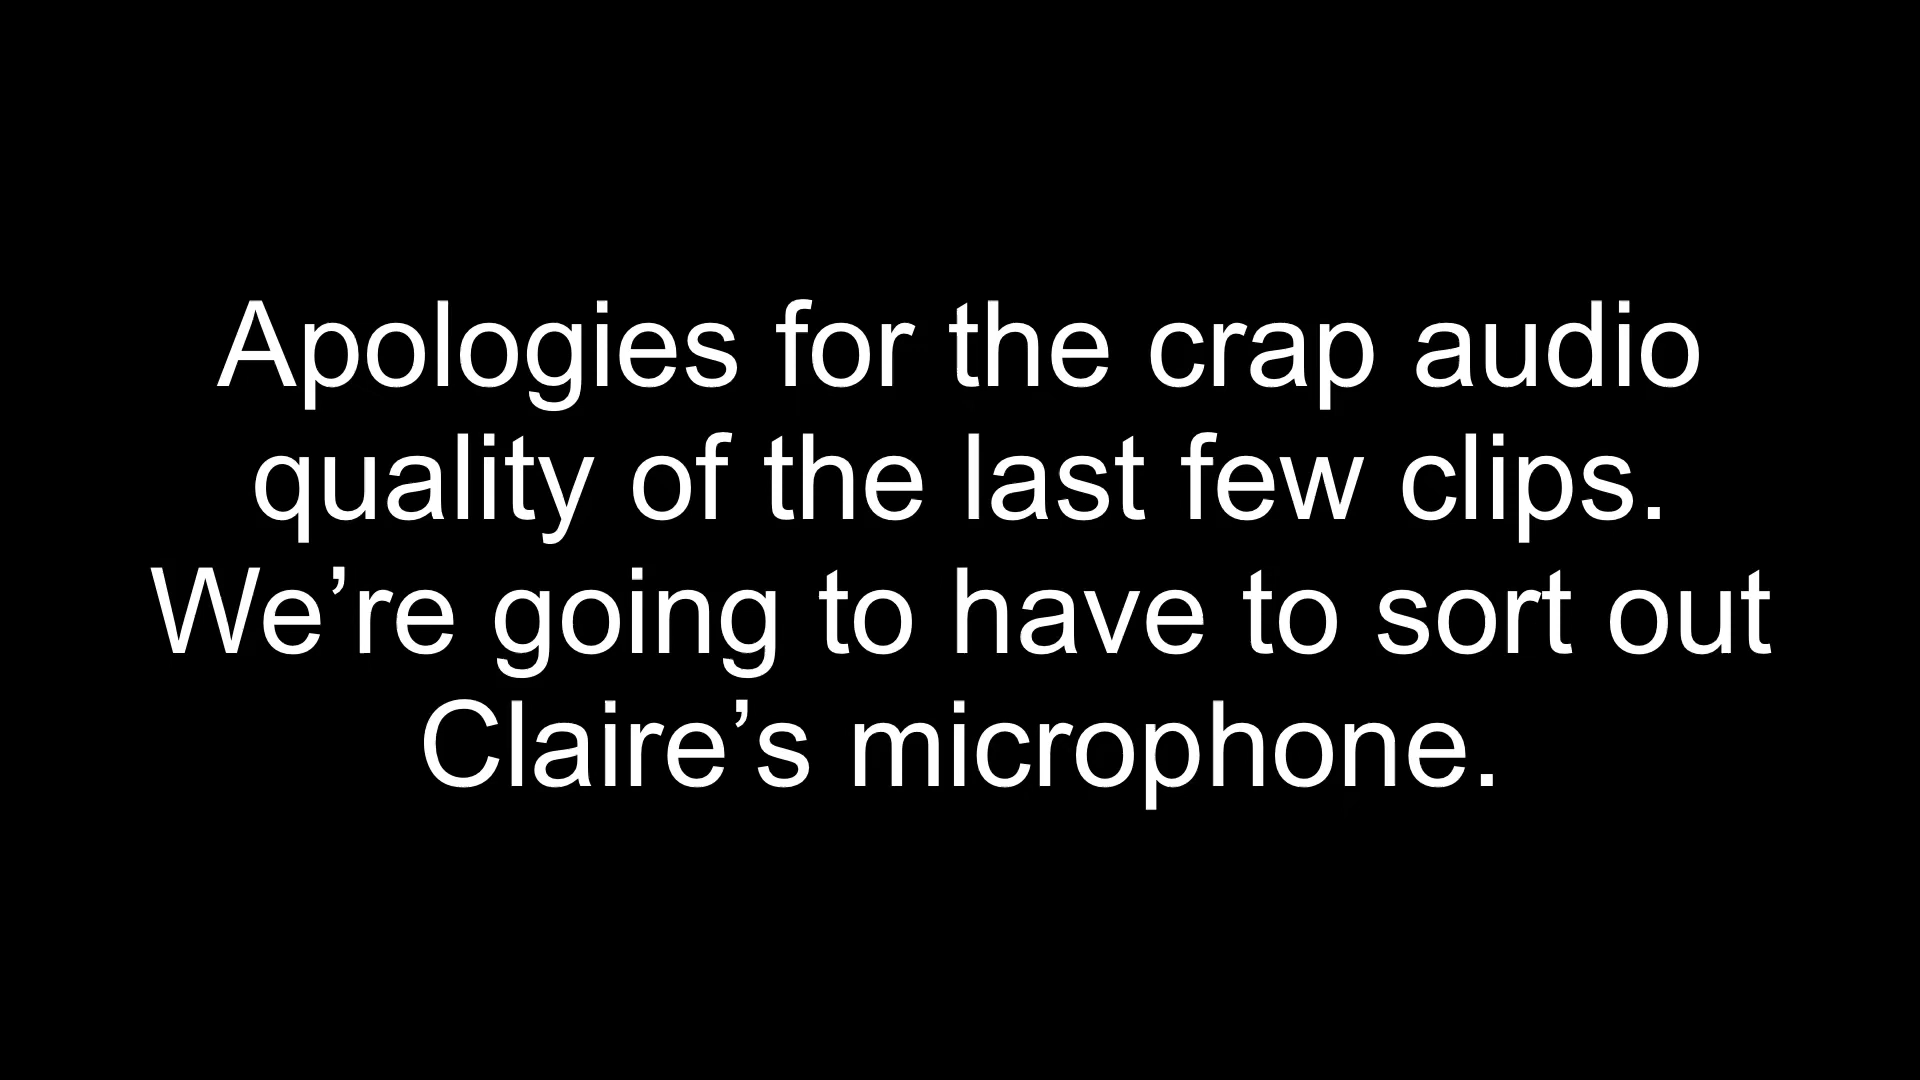 Apologies for the crap audio
quality of the last few clips.
We’re going to have to sort out
Claire’s microphone.